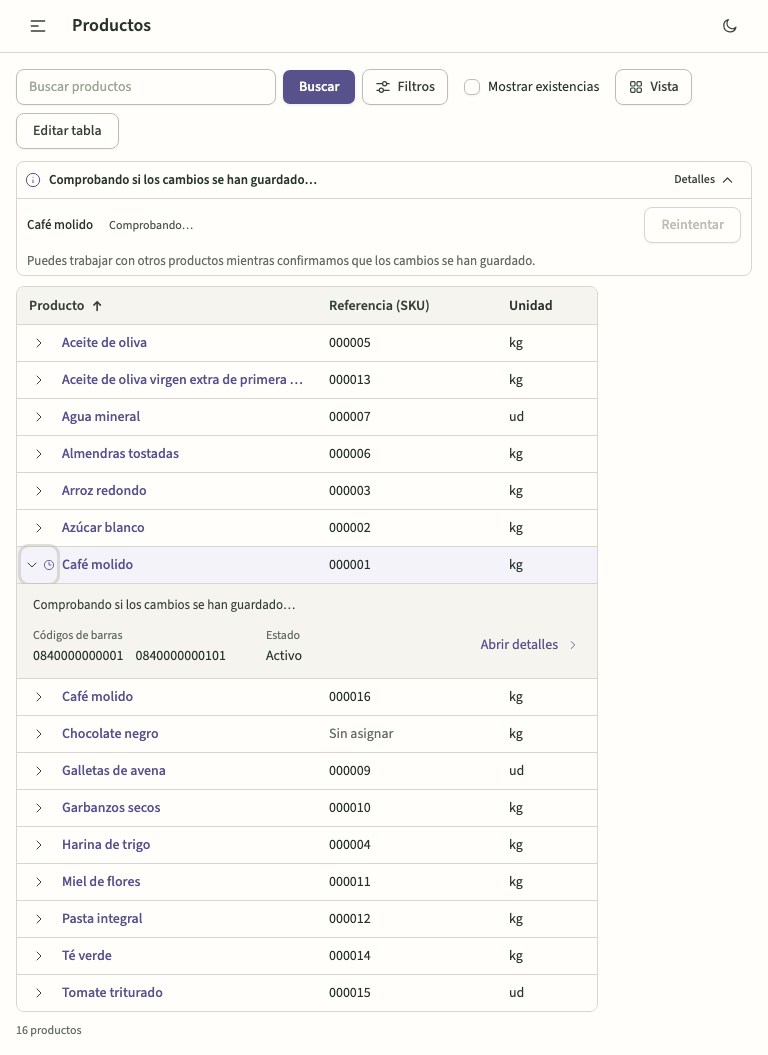 Productos
Buscar productos
Buscar
Filtros
Mostrar existencias
Vista
Editar tabla
Comprobando si los cambios se han guardado…
Detalles
Café molido
Comprobando…
Reintentar
Puedes trabajar con otros productos mientras confirmamos que los cambios se han guardado.
Producto Referencia (SKU) Unidad
Aceite de oliva 000005 kg
Aceite de oliva virgen extra de primera … 000013 kg
Agua mineral 000007 ud
Almendras tostadas 000006 kg
Arroz redondo 000003 kg
Azúcar blanco 000002 kg
Café molido 000001 kg
Comprobando si los cambios se han guardado…
Códigos de barras Estado
0840000000001 0840000000101 Activo
Abrir detalles
Café molido 000016 kg
Chocolate negro Sin asignar kg
Galletas de avena 000009 ud
Garbanzos secos 000010 kg
Harina de trigo 000004 kg
Miel de flores 000011 kg
Pasta integral 000012 kg
Té verde 000014 kg
Tomate triturado 000015 ud
16 productos